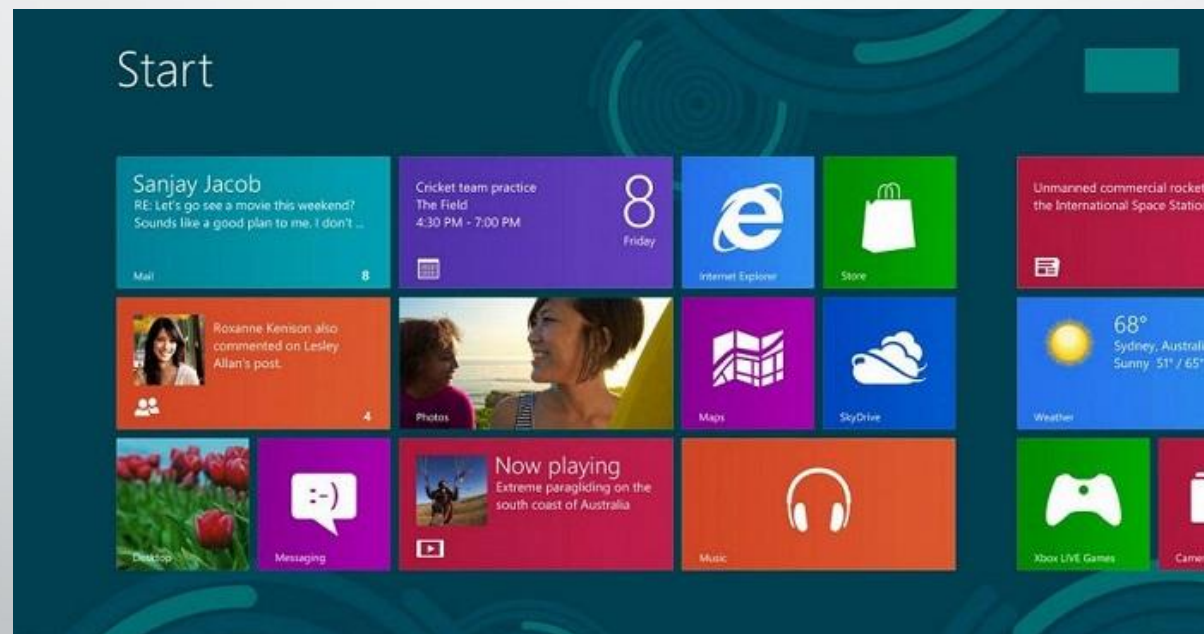 Start
Sanjay Jacob
RE: Let's go see a movie this weekend?
Sounds like a good plan to me. I don't ...
Mail 8
Cricket team practice
The Field
4:30 PM - 7:00 PM
8
Friday
Internet Explorer
Store
Unmanned commercial rocket
the International Space Station
Roxanne Kenison also
commented on Lesley
Allan's post.
4
Photos
Maps
SkyDrive
68°
Sydney, Australi
Sunny 51° / 65°
Weather
Desktop
:-)
Messaging
Now playing
Extreme paragliding on the
south coast of Australia
Music
Xbox LIVE Games
Came